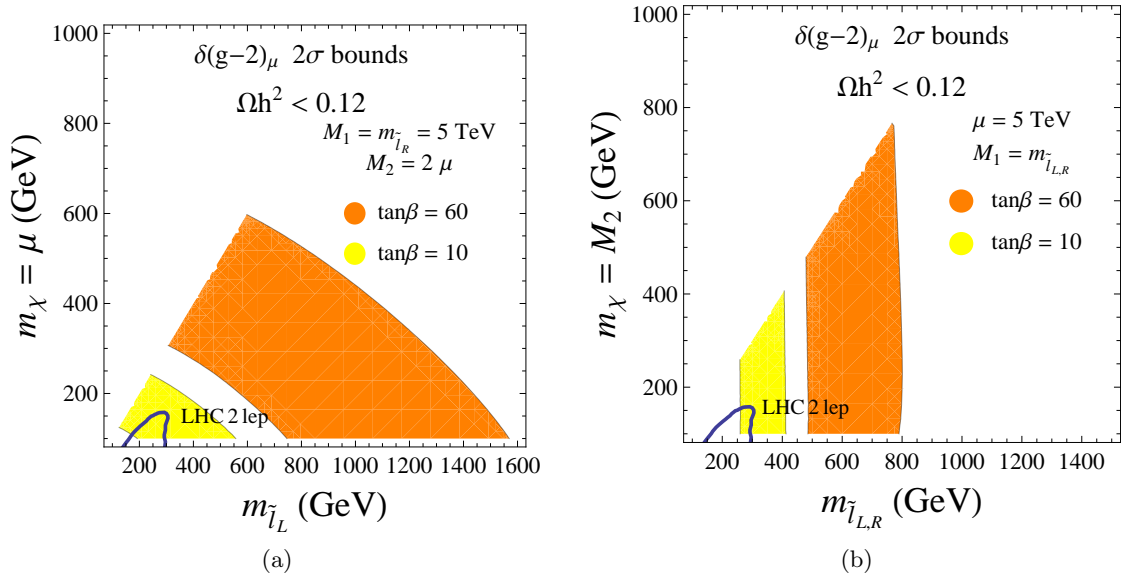 1000
800
600
400
200
m_χ = μ (GeV)
δ(g−2)_μ 2σ bounds
Ωh² < 0.12
M₁ = m_{l̃_R} = 5 TeV
M₂ = 2 μ
tanβ = 60
tanβ = 10
LHC 2 lep
200 400 600 800 1000 1200 1400 1600
m_{l̃_L} (GeV)
(a)
1000
800
600
400
200
m_χ = M₂ (GeV)
δ(g−2)_μ 2σ bounds
Ωh² < 0.12
μ = 5 TeV
M₁ = m_{l̃_{L,R}}
tanβ = 60
tanβ = 10
LHC 2 lep
200 400 600 800 1000 1200 1400
m_{l̃_{L,R}} (GeV)
(b)